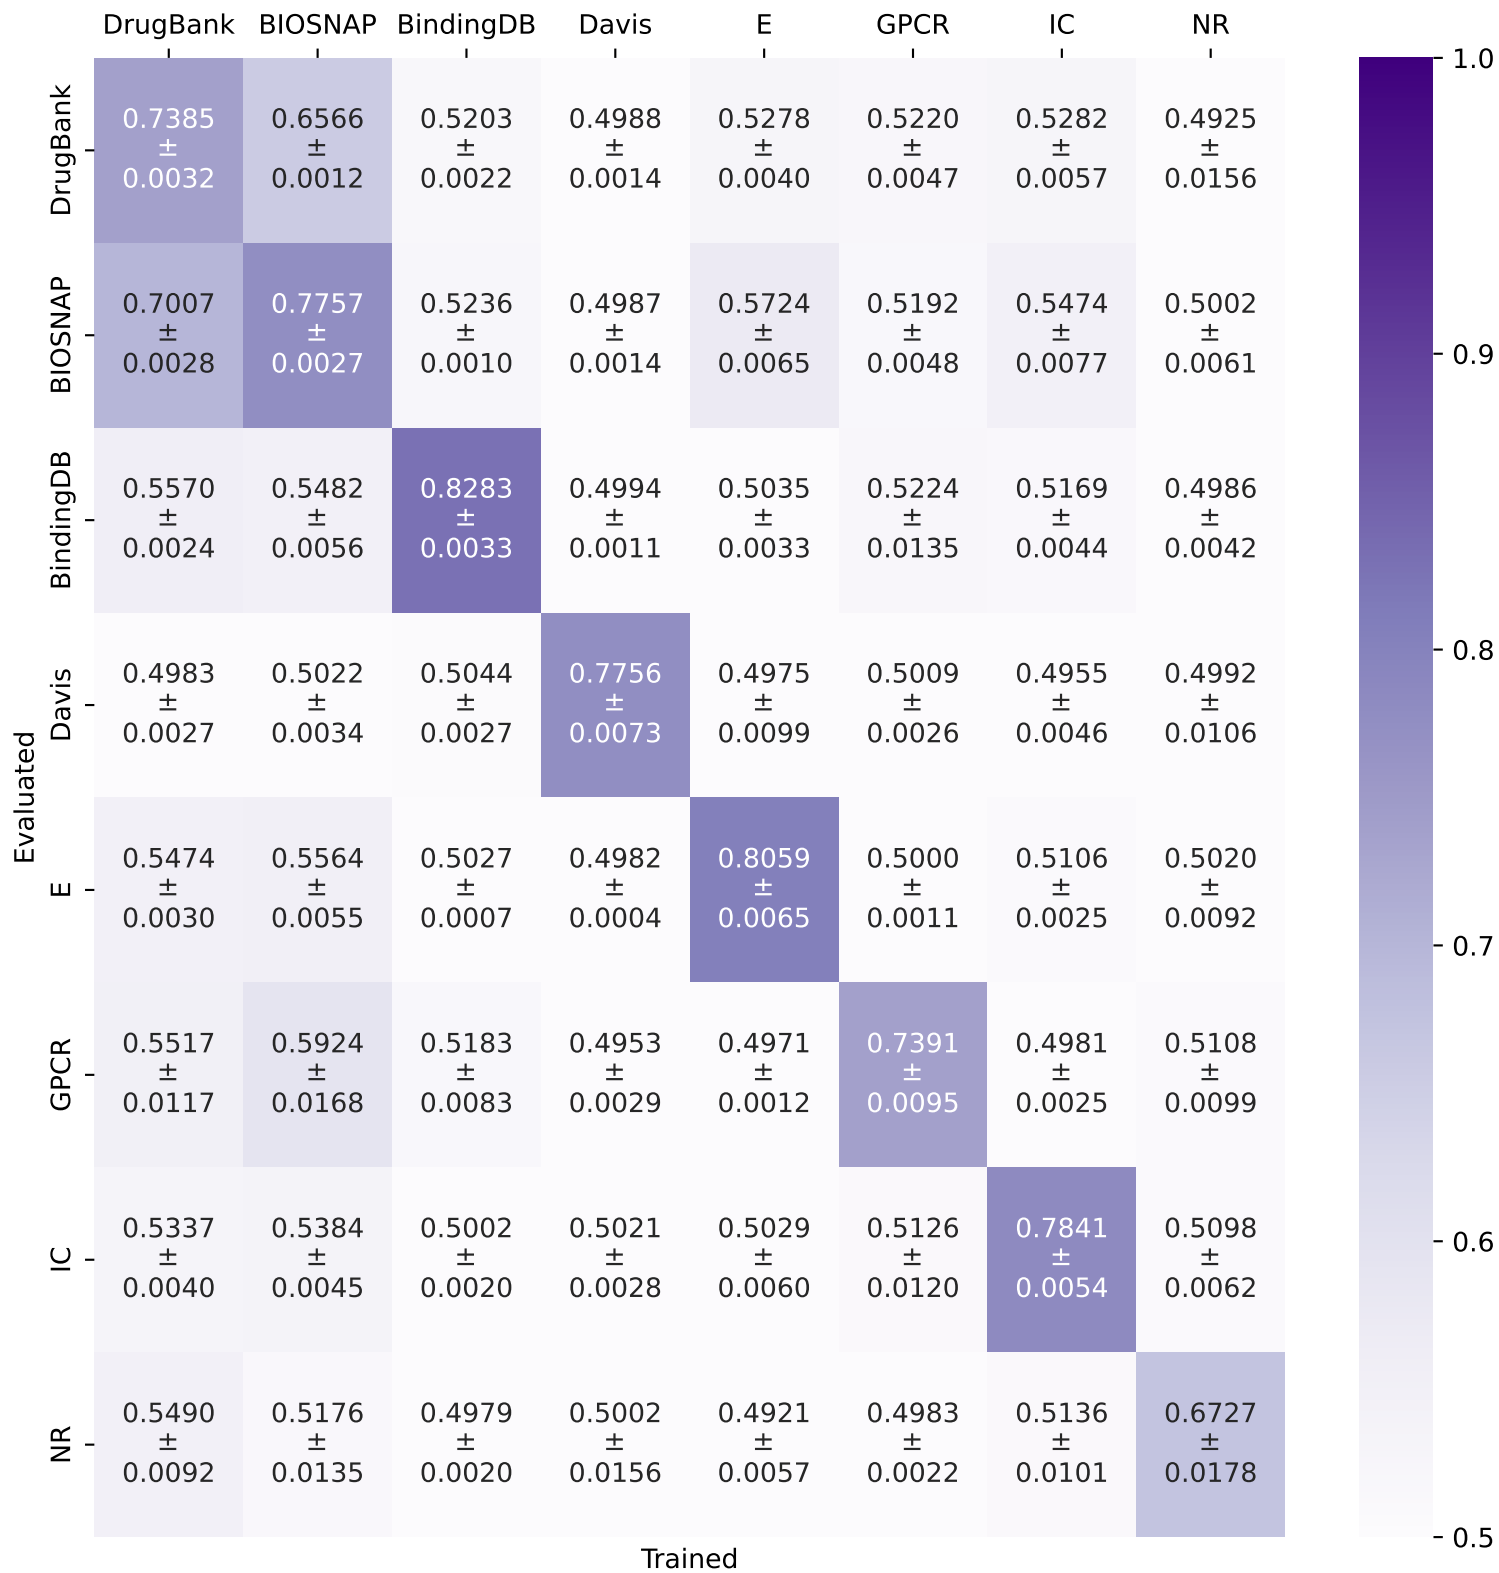 DrugBank BIOSNAP BindingDB Davis E GPCR IC NR
DrugBank
0.7385 0.6566 0.5203 0.4988 0.5278 0.5220 0.5282 0.4925
± ± ± ± ± ± ± ±
0.0032 0.0012 0.0022 0.0014 0.0040 0.0047 0.0057 0.0156
BIOSNAP
0.7007 0.7757 0.5236 0.4987 0.5724 0.5192 0.5474 0.5002
± ± ± ± ± ± ± ±
0.0028 0.0027 0.0010 0.0014 0.0065 0.0048 0.0077 0.0061
BindingDB
0.5570 0.5482 0.8283 0.4994 0.5035 0.5224 0.5169 0.4986
± ± ± ± ± ± ± ±
0.0024 0.0056 0.0033 0.0011 0.0033 0.0135 0.0044 0.0042
Davis
0.4983 0.5022 0.5044 0.7756 0.4975 0.5009 0.4955 0.4992
± ± ± ± ± ± ± ±
0.0027 0.0034 0.0027 0.0073 0.0099 0.0026 0.0046 0.0106
Evaluated
E
0.5474 0.5564 0.5027 0.4982 0.8059 0.5000 0.5106 0.5020
± ± ± ± ± ± ± ±
0.0030 0.0055 0.0007 0.0004 0.0065 0.0011 0.0025 0.0092
GPCR
0.5517 0.5924 0.5183 0.4953 0.4971 0.7391 0.4981 0.5108
± ± ± ± ± ± ± ±
0.0117 0.0168 0.0083 0.0029 0.0012 0.0095 0.0025 0.0099
IC
0.5337 0.5384 0.5002 0.5021 0.5029 0.5126 0.7841 0.5098
± ± ± ± ± ± ± ±
0.0040 0.0045 0.0020 0.0028 0.0060 0.0120 0.0054 0.0062
NR
0.5490 0.5176 0.4979 0.5002 0.4921 0.4983 0.5136 0.6727
± ± ± ± ± ± ± ±
0.0092 0.0135 0.0020 0.0156 0.0057 0.0022 0.0101 0.0178
Trained
1.0
0.9
0.8
0.7
0.6
0.5